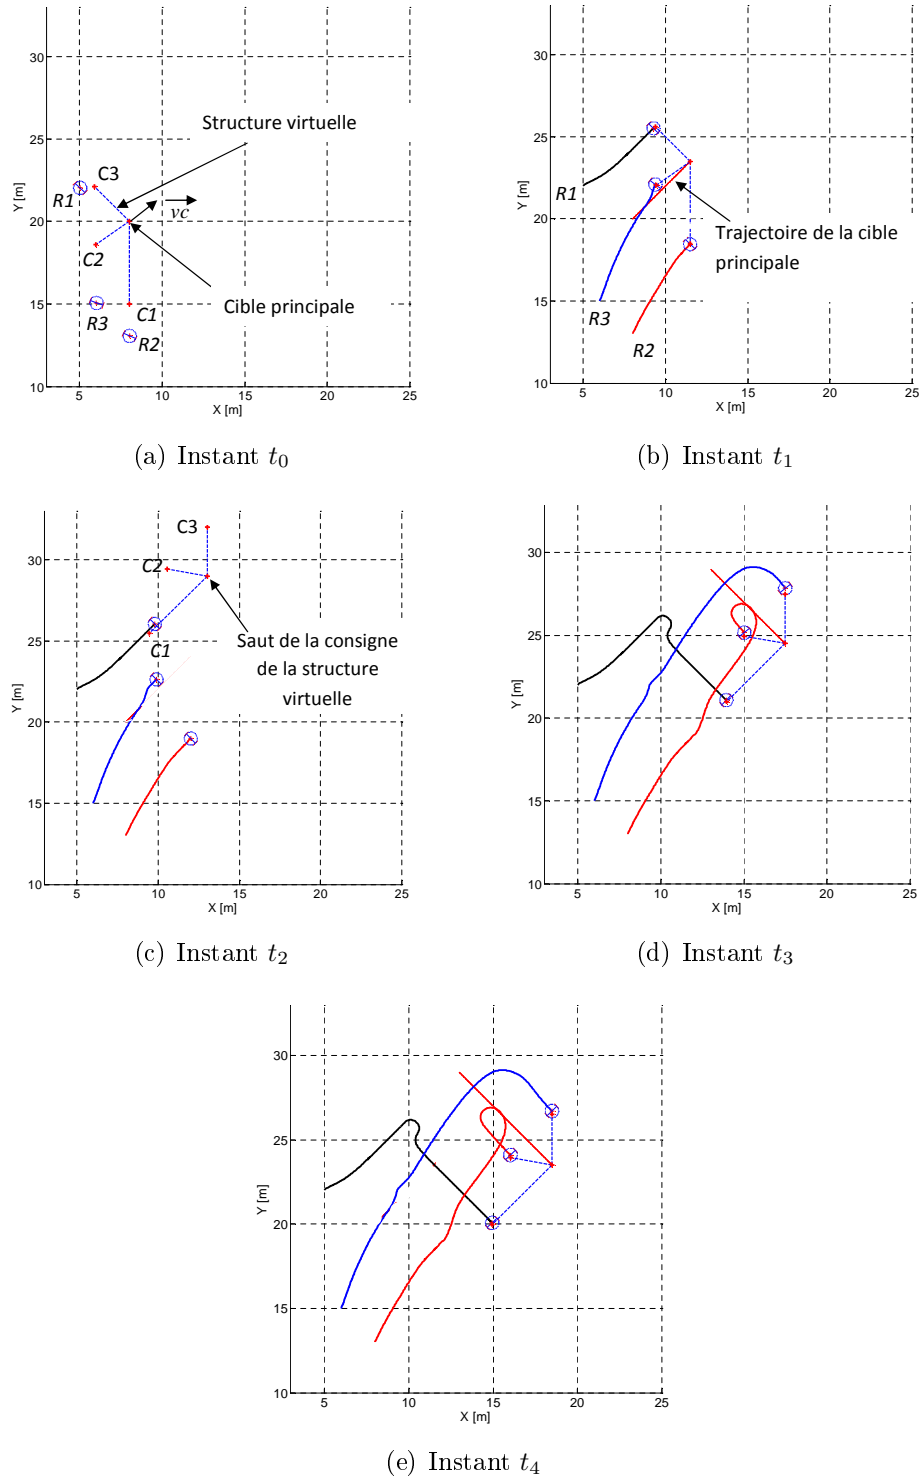 30
25
20
15
10
Y [m]
5
10
15
20
25
X [m]
Structure virtuelle
C3
R1
vc
C2
Cible principale
C1
R3
R2
(a) Instant t0
30
25
20
15
10
Y [m]
5
10
15
20
25
X [m]
R1
Trajectoire de la cible
principale
R3
R2
(b) Instant t1
30
25
20
15
10
Y [m]
5
10
15
20
25
X [m]
C3
C2
C1
Saut de la consigne
de la structure
virtuelle
(c) Instant t2
30
25
20
15
10
Y [m]
5
10
15
20
25
X [m]
(d) Instant t3
30
25
20
15
10
Y [m]
5
10
15
20
25
X [m]
(e) Instant t4